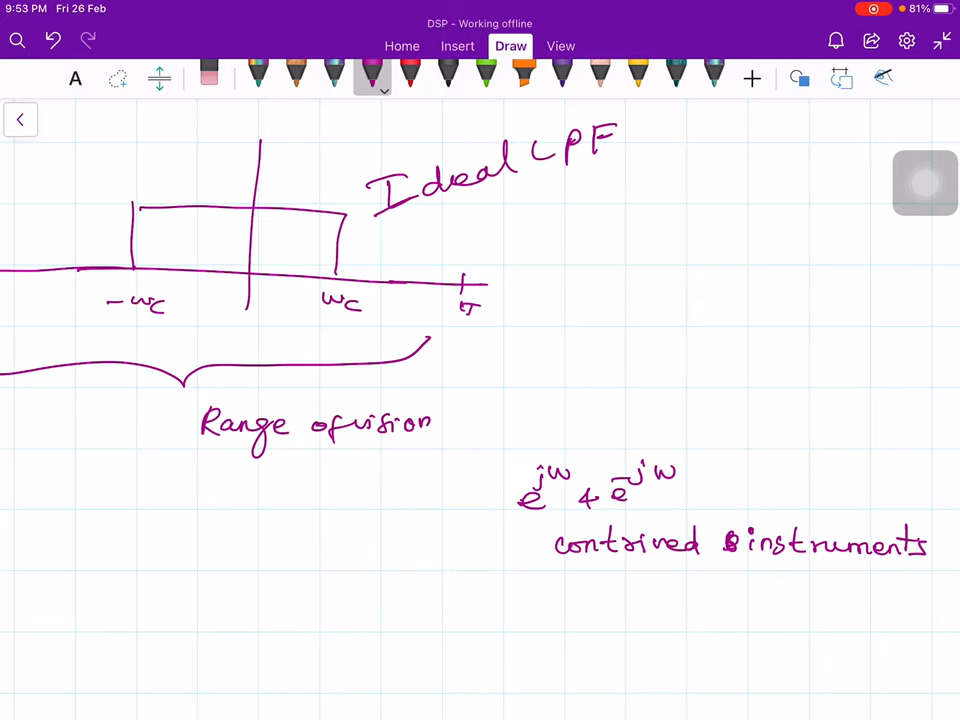 9:53 PM Fri 26 Feb
81%
DSP - Working offline
Home Insert Draw View
A
Ideal LPF
-ωc ωc π
Range of vision
e^jω + e^-jω
contrived instruments